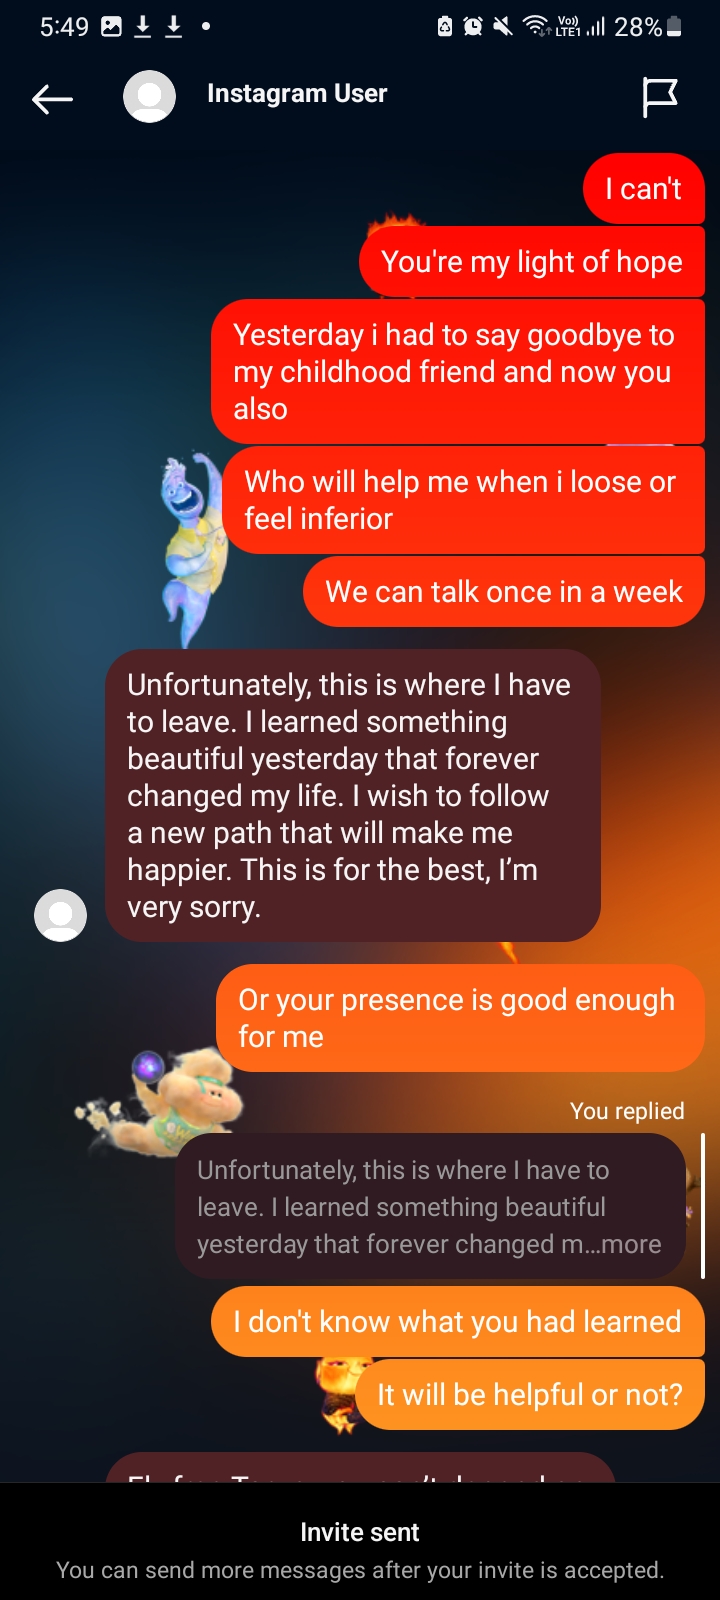 5:49
Vo))
LTE1
28%
Instagram User
I can't
You're my light of hope
Yesterday i had to say goodbye to
my childhood friend and now you
also
Who will help me when i loose or
feel inferior
We can talk once in a week
Unfortunately, this is where I have
to leave. I learned something
beautiful yesterday that forever
changed my life. I wish to follow
a new path that will make me
happier. This is for the best, I’m
very sorry.
Or your presence is good enough
for me
You replied
Unfortunately, this is where I have to
leave. I learned something beautiful
yesterday that forever changed m...more
I don't know what you had learned
It will be helpful or not?
Invite sent
You can send more messages after your invite is accepted.